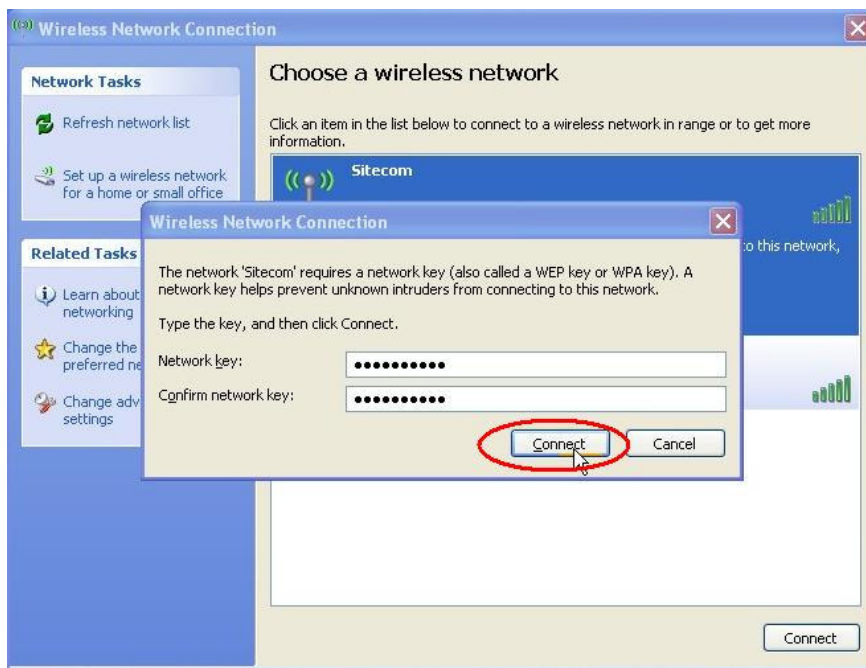 Wireless Network Connection
Network Tasks
Refresh network list
Set up a wireless network
for a home or small office
Related Tasks
Learn about
networking
Change the
preferred ne
Change adv
settings
Choose a wireless network
Click an item in the list below to connect to a wireless network in range or to get more
information.
Sitecom
to this network,
Wireless Network Connection
The network 'Sitecom' requires a network key (also called a WEP key or WPA key). A
network key helps prevent unknown intruders from connecting to this network.
Type the key, and then click Connect.
Network key:
Confirm network key:
Connect
Cancel
Connect